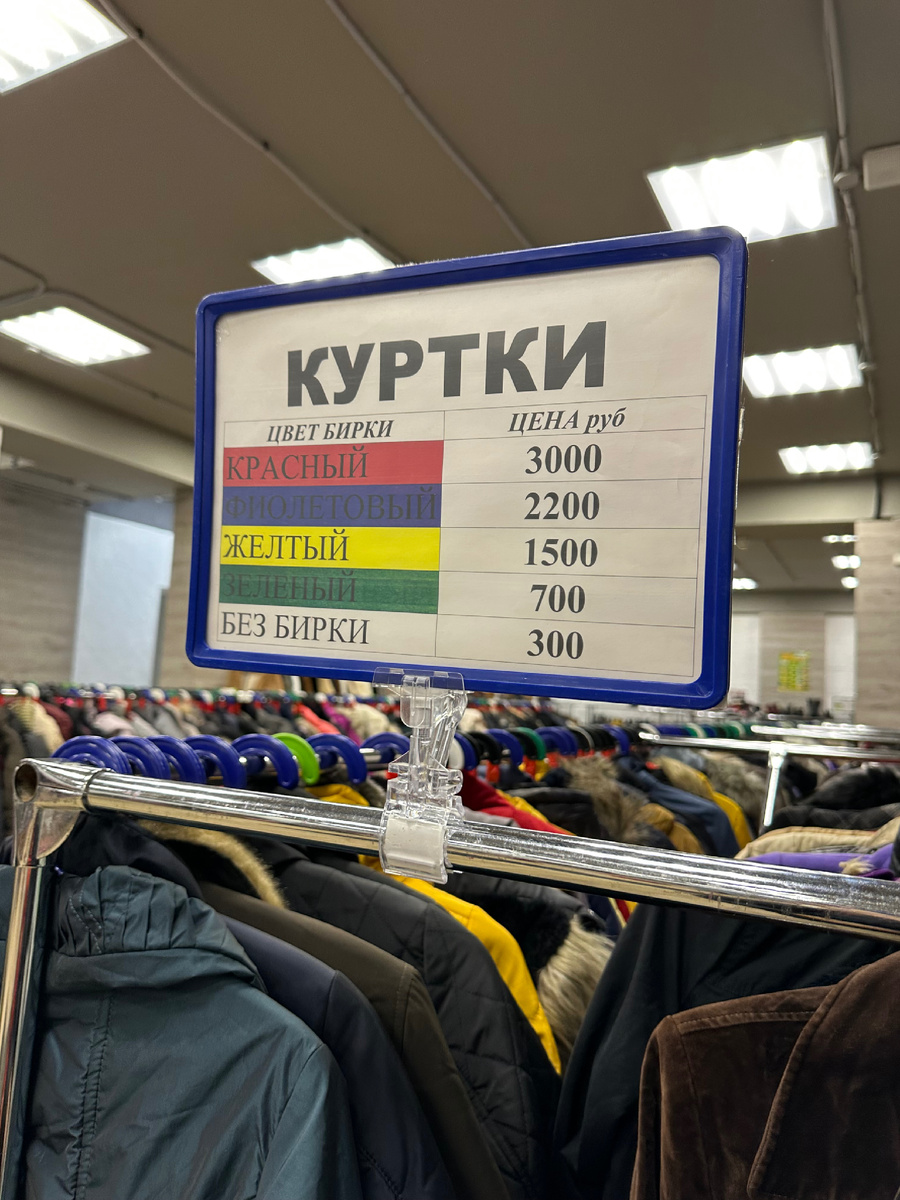 КУРТКИ
ЦВЕТ БИРКИ ЦЕНА руб
КРАСНЫЙ 3000
ФИОЛЕТОВЫЙ 2200
ЖЕЛТЫЙ 1500
ЗЕЛЕНЫЙ 700
БЕЗ БИРКИ 300